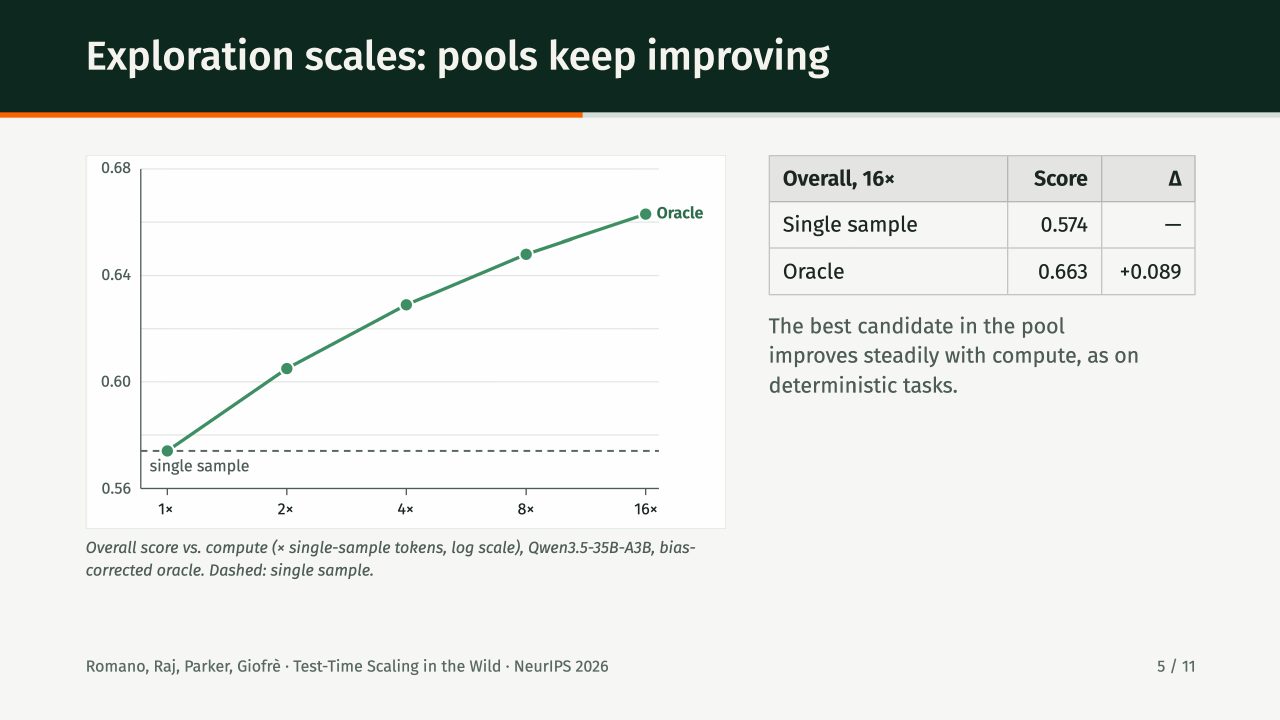 Exploration scales: pools keep improving
0.68
0.64
0.60
0.56
Oracle
single sample
1×
2×
4×
8×
16×
Overall score vs. compute (× single-sample tokens, log scale), Qwen3.5-35B-A3B, bias-
corrected oracle. Dashed: single sample.
Overall, 16× Score Δ
Single sample 0.574 —
Oracle 0.663 +0.089
The best candidate in the pool
improves steadily with compute, as on
deterministic tasks.
Romano, Raj, Parker, Giofrè · Test-Time Scaling in the Wild · NeurIPS 2026
5 / 11